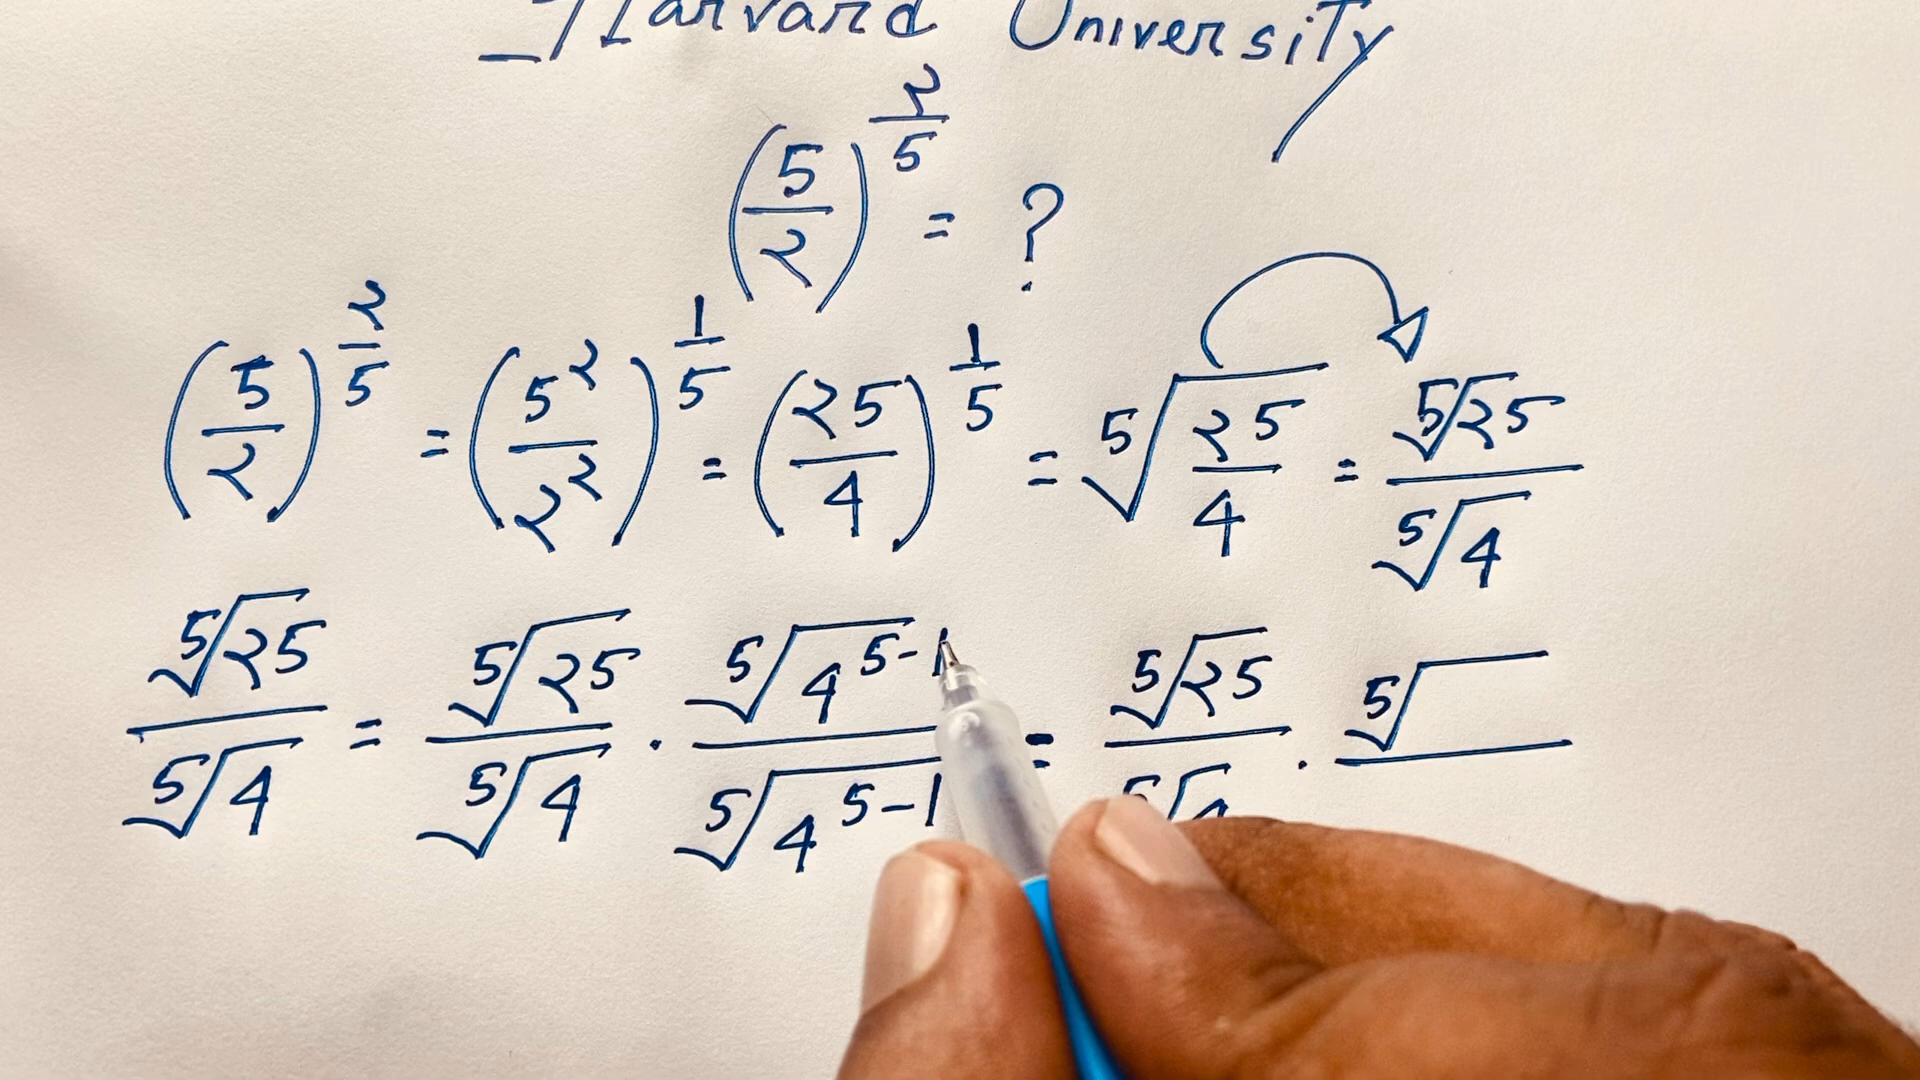 Harvard University
(5/2)^(2/5) = ?
(5/2)^(2/5) = (5²/2²)^(1/5) = (25/4)^(1/5) = ⁵√(25/4) = ⁵√25/⁵√4
⁵√25/⁵√4 = ⁵√25/⁵√4 · ⁵√4^(5-1)/⁵√4^(5-1) = ⁵√25/⁵√4 · ⁵√